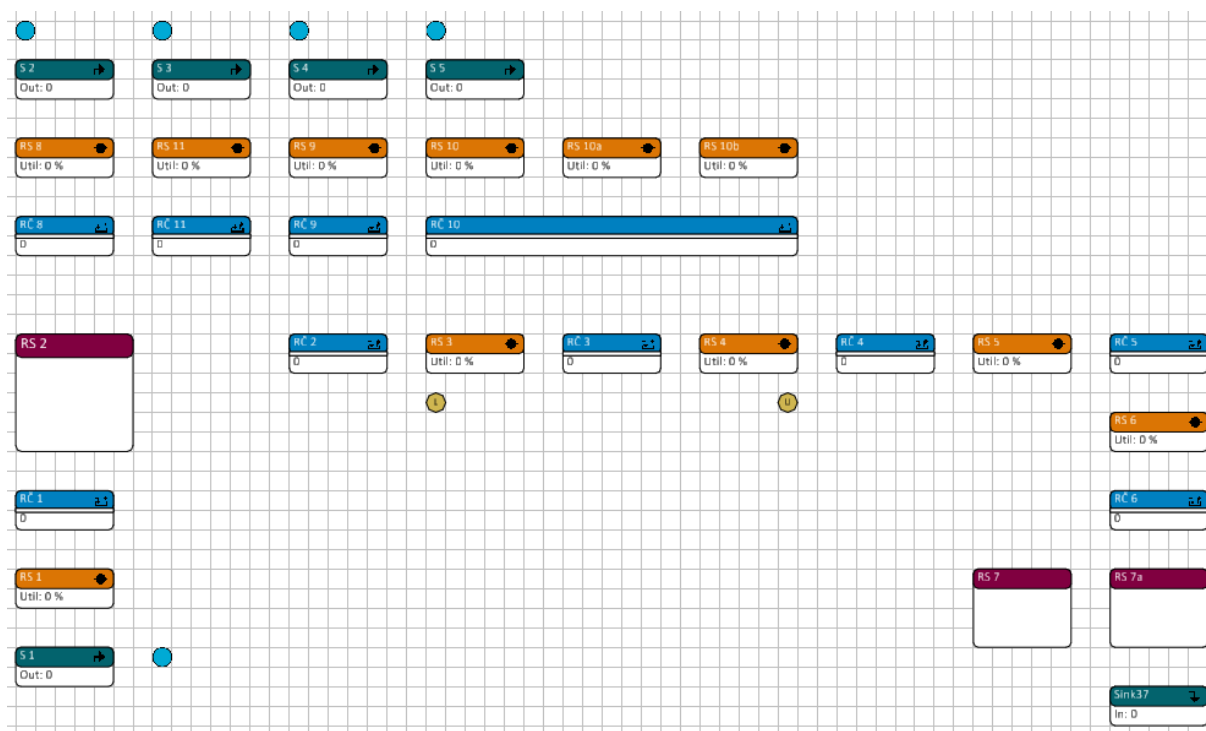 S 2
Out: 0
S 3
Out: 0
S 4
Out: 0
S 5
Out: 0
RS 8
Util: 0 %
RS 11
Util: 0 %
RS 9
Util: 0 %
RS 10
Util: 0 %
RS 10a
Util: 0 %
RS 10b
Util: 0 %
RČ 8
0
RČ 11
0
RČ 9
0
RČ 10
0
RS 2
RČ 2
0
RS 3
Util: 0 %
RČ 3
0
RS 4
Util: 0 %
RČ 4
0
RS 5
Util: 0 %
RČ 5
0
L
U
RS 6
Util: 0 %
RČ 1
0
RČ 6
0
RS 1
Util: 0 %
RS 7
RS 7a
S 1
Out: 0
Sink37
In: 0